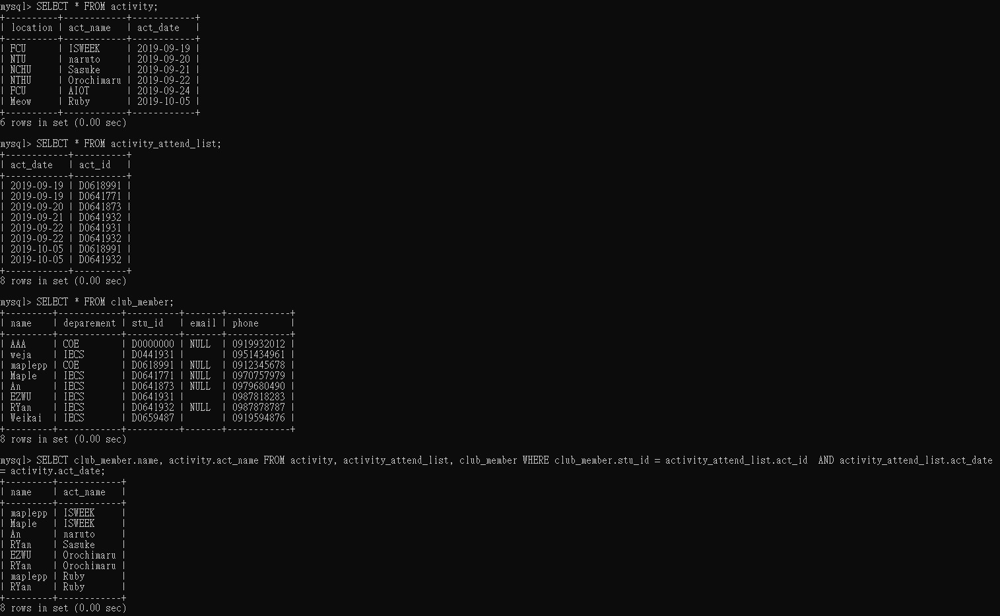 mysql> SELECT * FROM activity;
+----------+------------+------------+
| location | act_name   | act_date   |
+----------+------------+------------+
| FCU      | ISWEEK     | 2019-09-19 |
| NTU      | naruto     | 2019-09-20 |
| NCHU     | Sasuke     | 2019-09-21 |
| NTHU     | Orochimaru | 2019-09-22 |
| FCU      | AIOT       | 2019-09-24 |
| Meow     | Ruby       | 2019-10-05 |
+----------+------------+------------+
6 rows in set (0.00 sec)

mysql> SELECT * FROM activity_attend_list;
+------------+----------+
| act_date   | act_id   |
+------------+----------+
| 2019-09-19 | D0618991 |
| 2019-09-19 | D0641771 |
| 2019-09-20 | D0641873 |
| 2019-09-21 | D0641932 |
| 2019-09-22 | D0641931 |
| 2019-09-22 | D0641932 |
| 2019-10-05 | D0618991 |
| 2019-10-05 | D0641932 |
+------------+----------+
8 rows in set (0.00 sec)

mysql> SELECT * FROM club_member;
+---------+------------+----------+-------+------------+
| name    | deparement | stu_id   | email | phone      |
+---------+------------+----------+-------+------------+
| AAA     | COE        | D0000000 | NULL  | 0919932012 |
| weja    | IECS       | D0441931 |       | 0951434961 |
| maplepp | COE        | D0618991 | NULL  | 0912345678 |
| Maple   | IECS       | D0641771 | NULL  | 0970757979 |
| An      | IECS       | D0641873 | NULL  | 0979680490 |
| EZWU    | IECS       | D0641931 |       | 0987818283 |
| RYan    | IECS       | D0641932 | NULL  | 0987878787 |
| Weikai  | IECS       | D0659487 |       | 0919594876 |
+---------+------------+----------+-------+------------+
8 rows in set (0.00 sec)

mysql> SELECT club_member.name, activity.act_name FROM activity, activity_attend_list, club_member WHERE club_member.stu_id = activity_attend_list.act_id  AND activity_attend_list.act_date
= activity.act_date;
+---------+------------+
| name    | act_name   |
+---------+------------+
| maplepp | ISWEEK     |
| Maple   | ISWEEK     |
| An      | naruto     |
| RYan    | Sasuke     |
| EZWU    | Orochimaru |
| RYan    | Orochimaru |
| maplepp | Ruby       |
| RYan    | Ruby       |
+---------+------------+
8 rows in set (0.00 sec)